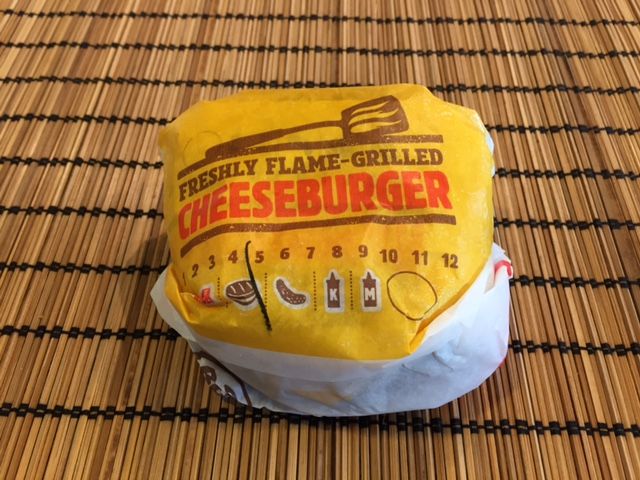 FRESHLY FLAME-GRILLED
CHEESEBURGER
2 3 4 5 6 7 8 9 10 11 12
K M